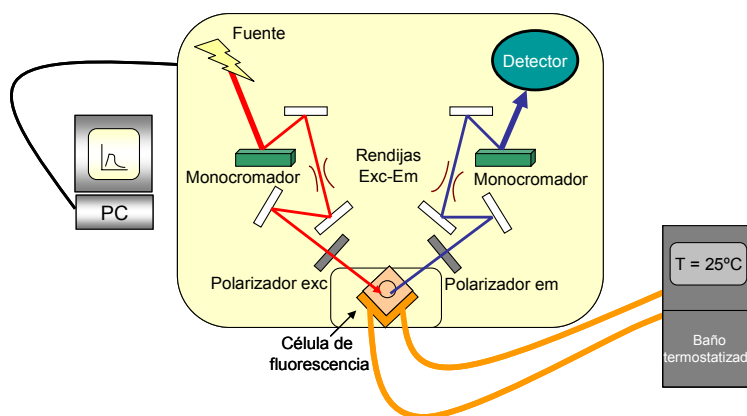 Fuente
Detector
Rendijas
Exc-Em
Monocromador
Monocromador
PC
Polarizador exc
Polarizador em
T = 25ºC
Célula de
fluorescencia
Baño
termostatizad